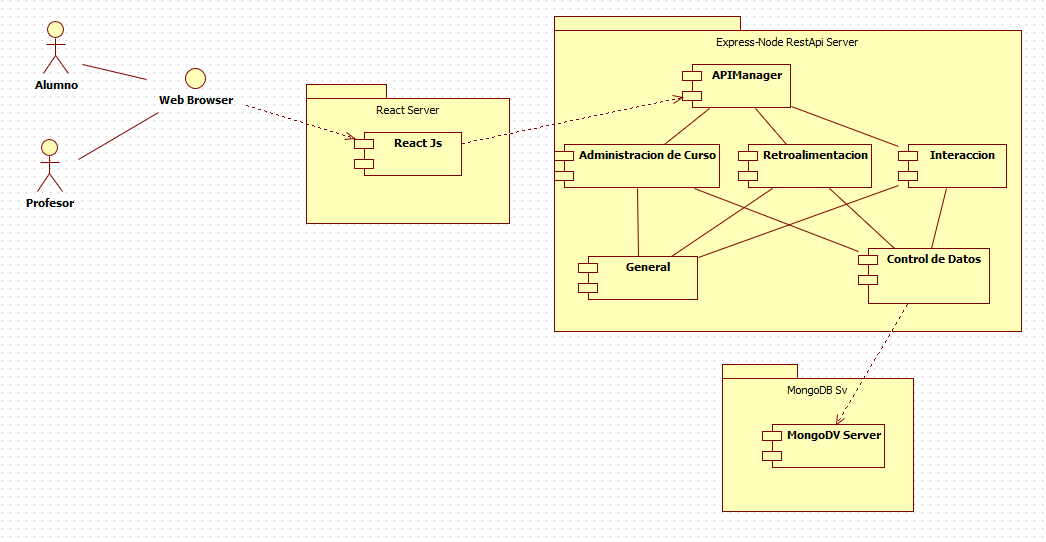 Alumno
Web Browser
Profesor
React Server
React Js
Express-Node RestApi Server
APIManager
Administracion de Curso
Retroalimentacion
Interaccion
General
Control de Datos
MongoDB Sv
MongoDV Server